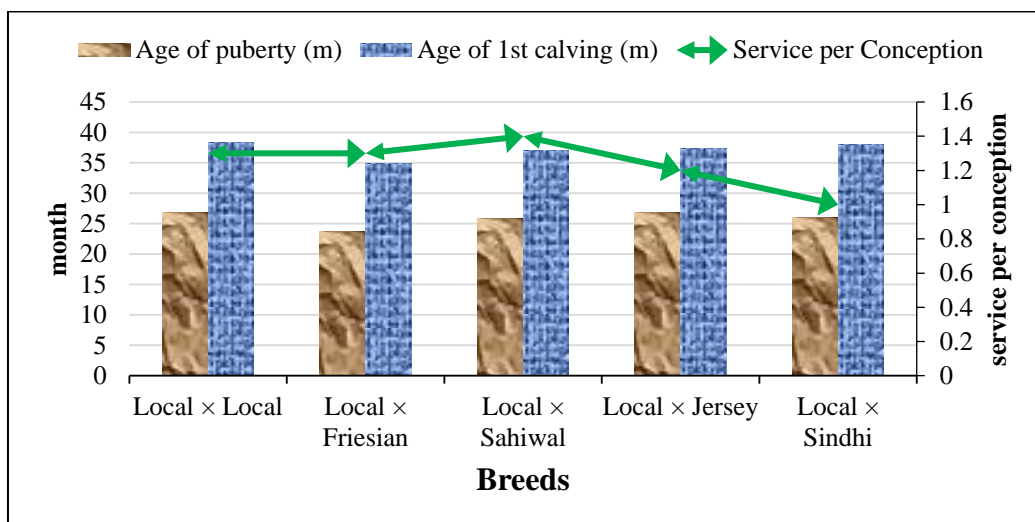 Age of puberty (m) Age of 1st calving (m) Service per Conception
45
40
35
30
25
20
15
10
5
0
month
1.6
1.4
1.2
1
0.8
0.6
0.4
0.2
0
service per conception
Local × Local
Local ×
Friesian
Local ×
Sahiwal
Local × Jersey
Local ×
Sindhi
Breeds